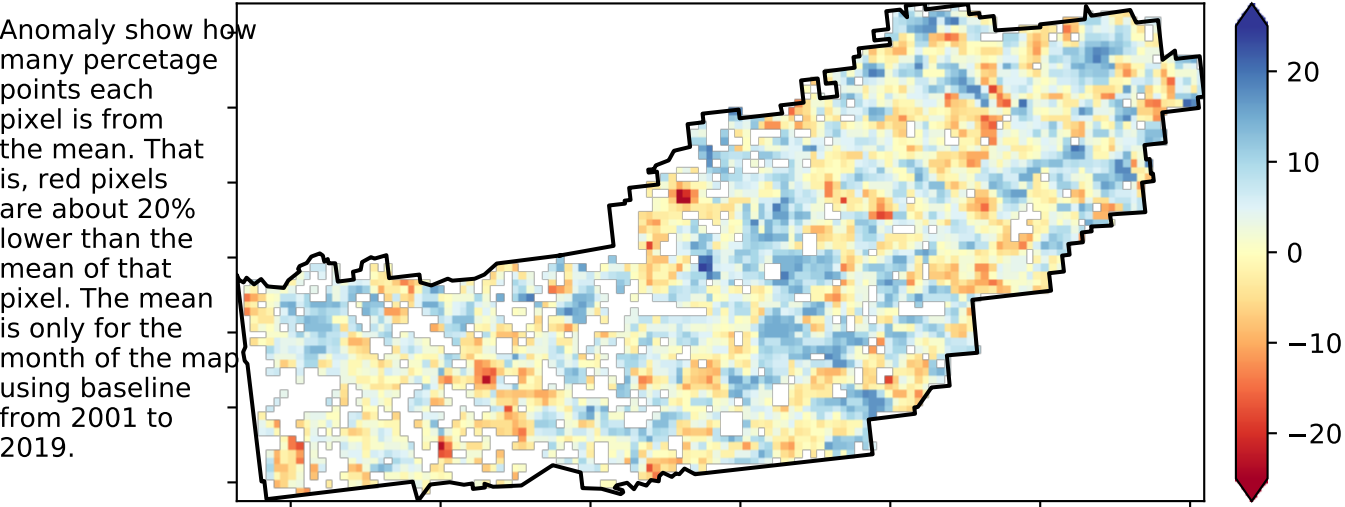 Anomaly show how
many percetage
points each
pixel is from
the mean. That
is, red pixels
are about 20%
lower than the
mean of that
pixel. The mean
is only for the
month of the map
using baseline
from 2001 to
2019.
20
10
0
−10
−20